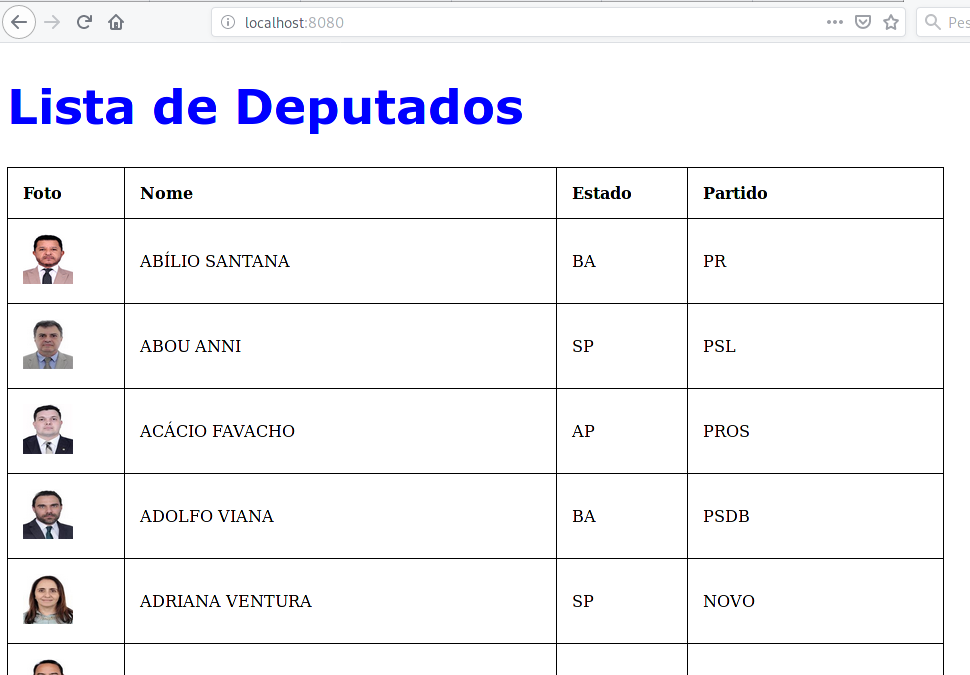 localhost:8080
Pes
Lista de Deputados
Foto Nome Estado Partido
ABÍLIO SANTANA BA PR
ABOU ANNI SP PSL
ACÁCIO FAVACHO AP PROS
ADOLFO VIANA BA PSDB
ADRIANA VENTURA SP NOVO